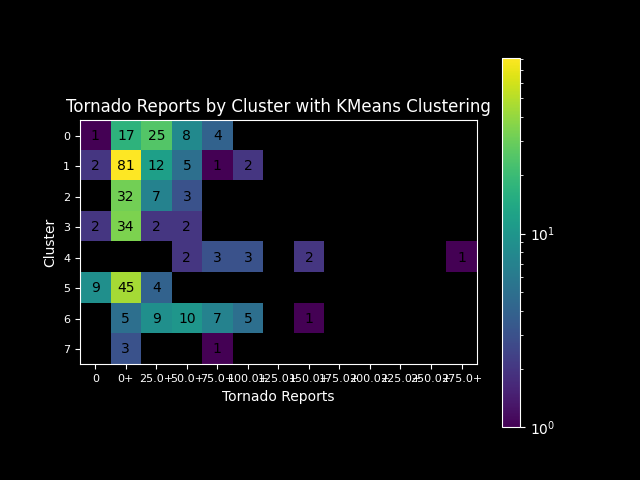 Tornado Reports by Cluster with KMeans Clustering
0 1 17 25 8 4
1 2 81 12 5 1 2
2 32 7 3
3 2 34 2 2
4 2 3 3 2 1
5 9 45 4
6 5 9 10 7 5 1
7 3 1
Cluster
0 0+ 25.0+ 50.0+ 75.0+ 100.0+ 125.0+ 150.0+ 175.0+ 200.0+ 225.0+ 250.0+ 275.0+
Tornado Reports
10¹
10⁰